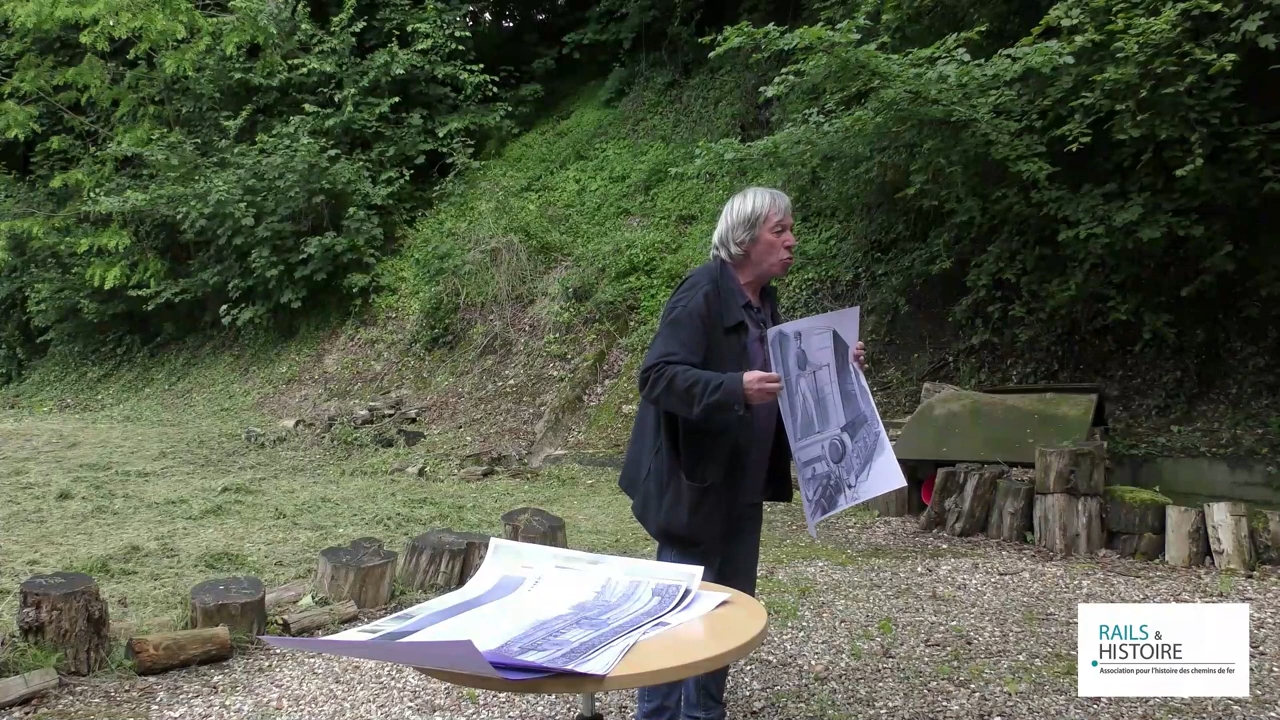 RAILS &
HISTOIRE
Association pour l'histoire des chemins de fer